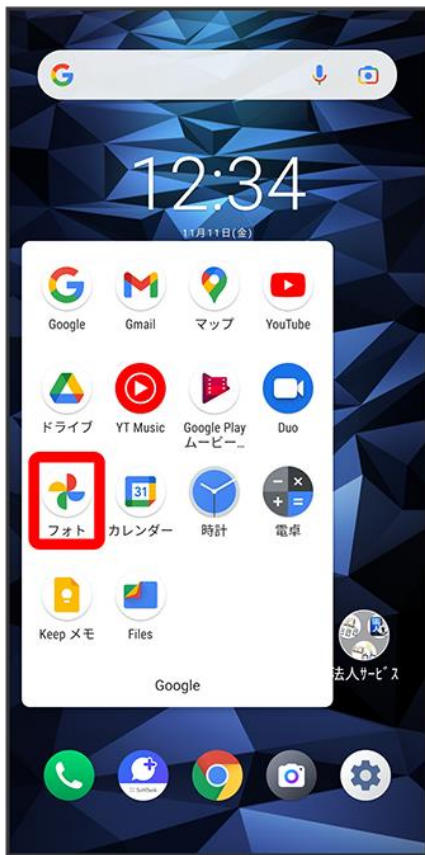 12:34
11月11日(金)
Google
Gmail
マップ
YouTube
ドライブ
YT Music
Google Play
ムービー...
Duo
31
フォト
カレンダー
時計
電卓
Keep メモ
Files
Google
法人サービス
SoftBank